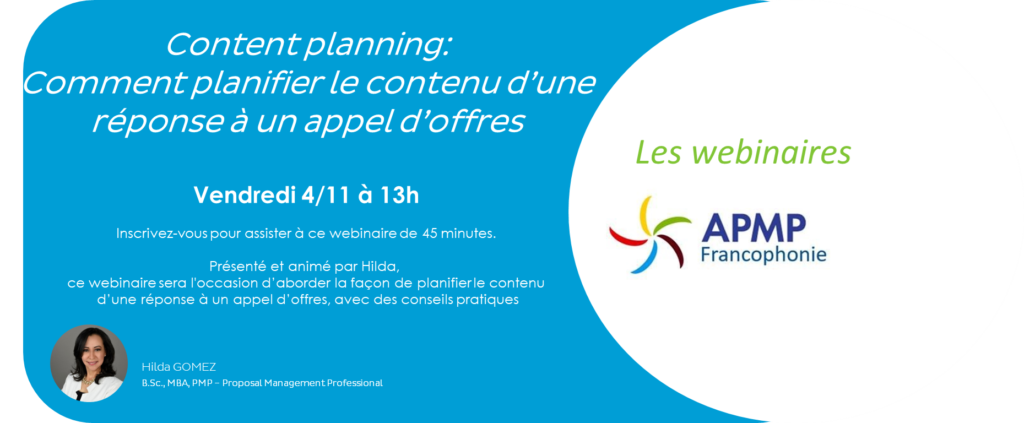 Content planning:
Comment planifier le contenu d'une
réponse à un appel d'offres
Vendredi 4/11 à 13h
Inscrivez-vous pour assister à ce webinaire de 45 minutes.
Présenté et animé par Hilda,
ce webinaire sera l'occasion d'aborder la façon de planifier le contenu
d'une réponse à un appel d'offres, avec des conseils pratiques
Hilda GOMEZ
B.Sc., MBA, PMP – Proposal Management Professional
Les webinaires
APMP
Francophonie